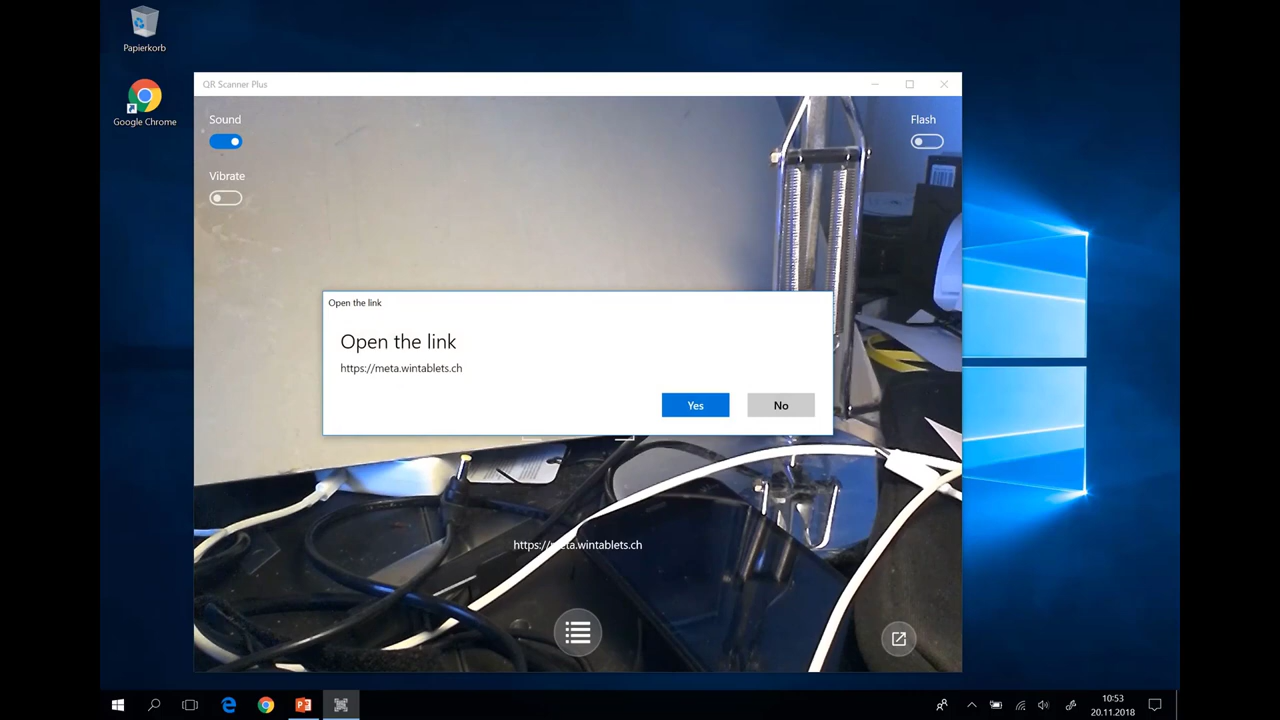 Papierkorb
Google Chrome
QR Scanner Plus
Sound
Flash
Vibrate
Open the link
Open the link
https://meta.wintablets.ch
Yes
No
https://meta.wintablets.ch
10:53
20.11.2018